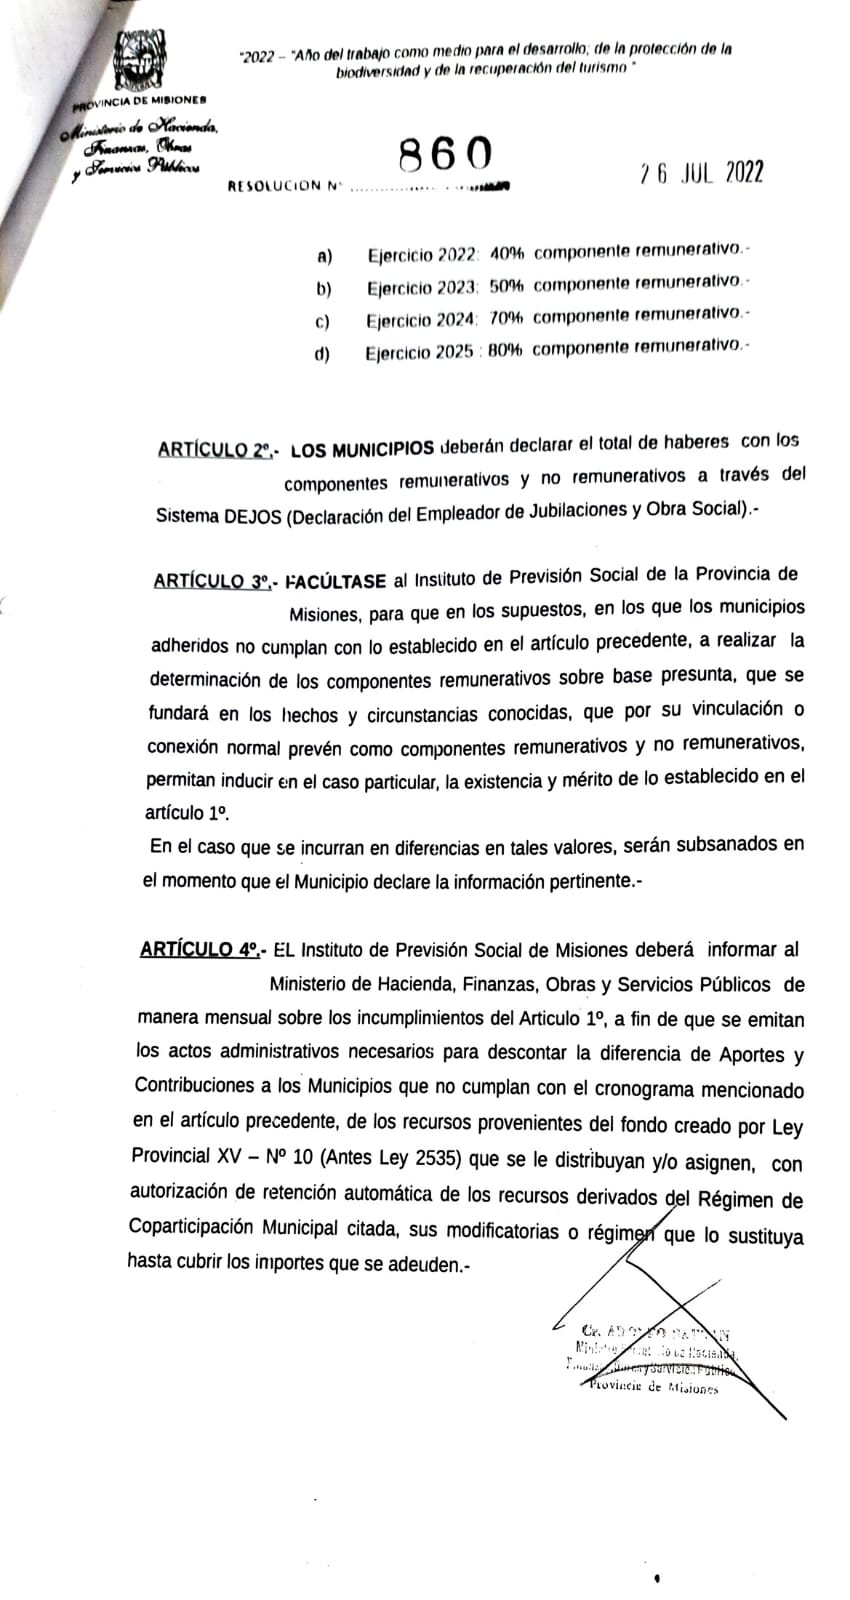 "2022 – "Año del trabajo como medio para el desarrollo; de la protección de la
biodiversidad y de la recuperación del turismo "
PROVINCIA DE MISIONES
Ministerio de Hacienda,
Finanzas, Obras
y Servicios Públicos
RESOLUCION Nº .............. 860
26 JUL 2022
a) Ejercicio 2022: 40% componente remunerativo.-
b) Ejercicio 2023: 50% componente remunerativo.-
c) Ejercicio 2024: 70% componente remunerativo.-
d) Ejercicio 2025 : 80% componente remunerativo.-
ARTÍCULO 2º.- LOS MUNICIPIOS deberán declarar el total de haberes con los
componentes remunerativos y no remunerativos a través del
Sistema DEJOS (Declaración del Empleador de Jubilaciones y Obra Social).-
ARTÍCULO 3º.- FACÚLTASE al Instituto de Previsión Social de la Provincia de
Misiones, para que en los supuestos, en los que los municipios
adheridos no cumplan con lo establecido en el artículo precedente, a realizar la
determinación de los componentes remunerativos sobre base presunta, que se
fundará en los hechos y circunstancias conocidas, que por su vinculación o
conexión normal prevén como componentes remunerativos y no remunerativos,
permitan inducir en el caso particular, la existencia y mérito de lo establecido en el
artículo 1º.
En el caso que se incurran en diferencias en tales valores, serán subsanados en
el momento que el Municipio declare la información pertinente.-
ARTÍCULO 4º.- EL Instituto de Previsión Social de Misiones deberá informar al
Ministerio de Hacienda, Finanzas, Obras y Servicios Públicos de
manera mensual sobre los incumplimientos del Articulo 1º, a fin de que se emitan
los actos administrativos necesarios para descontar la diferencia de Aportes y
Contribuciones a los Municipios que no cumplan con el cronograma mencionado
en el artículo precedente, de los recursos provenientes del fondo creado por Ley
Provincial XV – Nº 10 (Antes Ley 2535) que se le distribuyan y/o asignen, con
autorización de retención automática de los recursos derivados del Régimen de
Coparticipación Municipal citada, sus modificatorias o régimen que lo sustituya
hasta cubrir los importes que se adeuden.-
Cr.
de Hacienda,
Provincia de Misiones